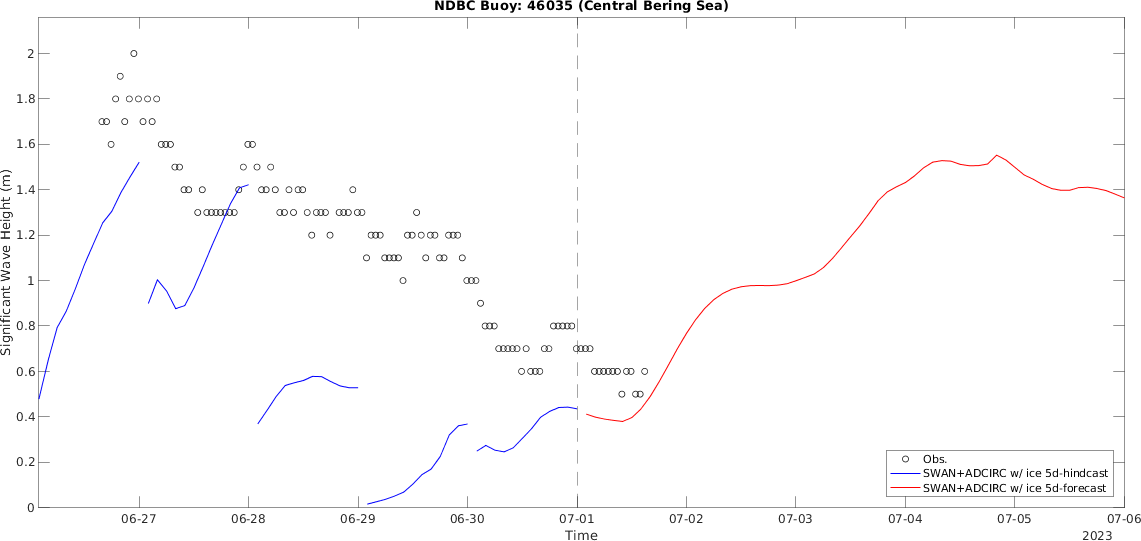 NDBC Buoy: 46035 (Central Bering Sea)
Significant Wave Height (m)
2
1.8
1.6
1.4
1.2
1
0.8
0.6
0.4
0.2
0
Obs.
SWAN+ADCIRC w/ ice 5d-hindcast
SWAN+ADCIRC w/ ice 5d-forecast
06-27 06-28 06-29 06-30 07-01 07-02 07-03 07-04 07-05 07-06
Time
2023